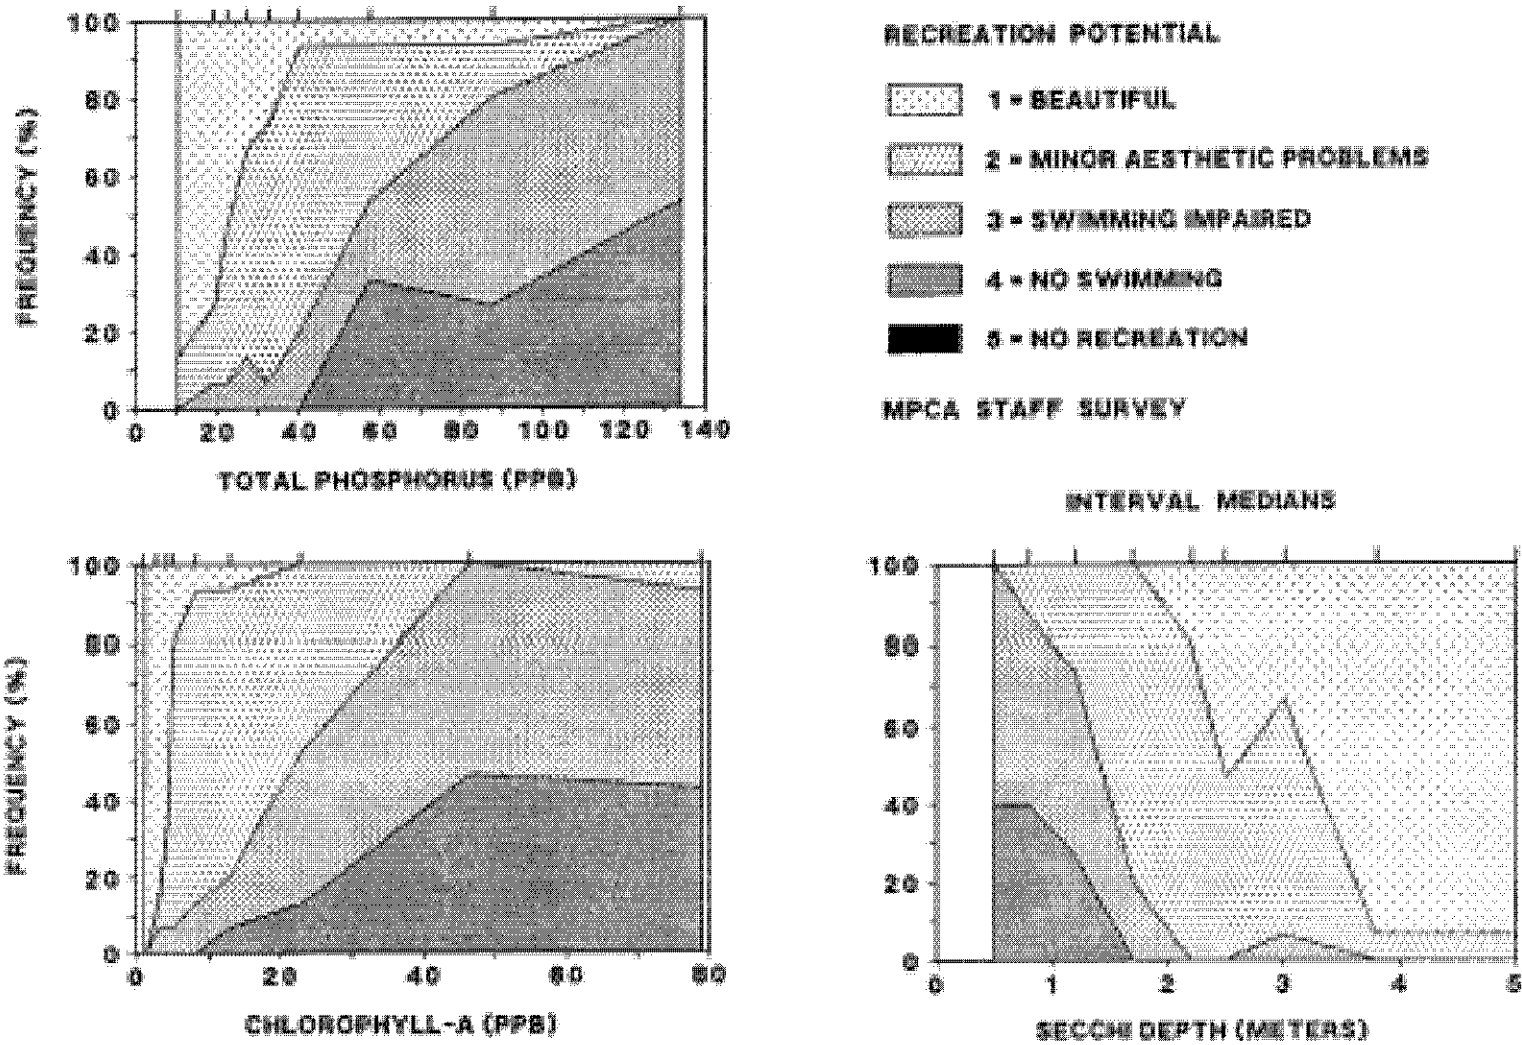 100
80
60
40
20
0
FREQUENCY (%)
0 20 40 60 80 100 120 140
TOTAL PHOSPHORUS (PPB)
RECREATION POTENTIAL
1 = BEAUTIFUL
2 = MINOR AESTHETIC PROBLEMS
3 = SWIMMING IMPAIRED
4 = NO SWIMMING
5 = NO RECREATION
MPCA STAFF SURVEY
INTERVAL MEDIANS
100
80
60
40
20
0
FREQUENCY (%)
0 20 40 60 80
CHLOROPHYLL-A (PPB)
100
80
60
40
20
0
0 1 2 3 4 5
SECCHI DEPTH (METERS)